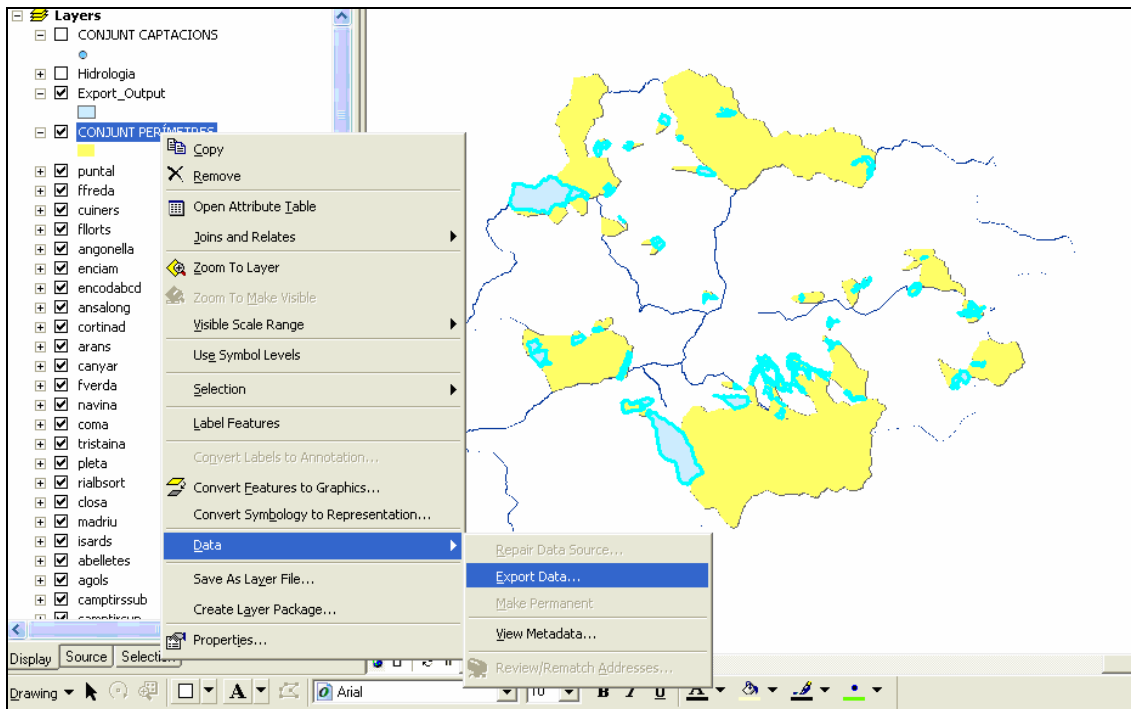 Layers
CONJUNT CAPTACIONS
Hidrologia
Export_Output
CONJUNT PERÍMETRES
puntal
ffreda
cuiners
fllorts
angonella
enciam
encodabcd
ansalong
cortinad
arans
canyar
fverda
navina
coma
tristaina
pleta
rialbsort
closa
madriu
isards
abelletes
agols
camptirssub
Copy
Remove
Open Attribute Table
Joins and Relates
Zoom To Layer
Zoom To Make Visible
Visible Scale Range
Use Symbol Levels
Selection
Label Features
Convert Labels to Annotation...
Convert Features to Graphics...
Convert Symbology to Representation...
Data
Save As Layer File...
Create Layer Package...
Properties...
Repair Data Source...
Export Data...
Make Permanent
View Metadata...
Review/Rematch Addresses...
Display Source Selection
Drawing A Arial 10 B I U A